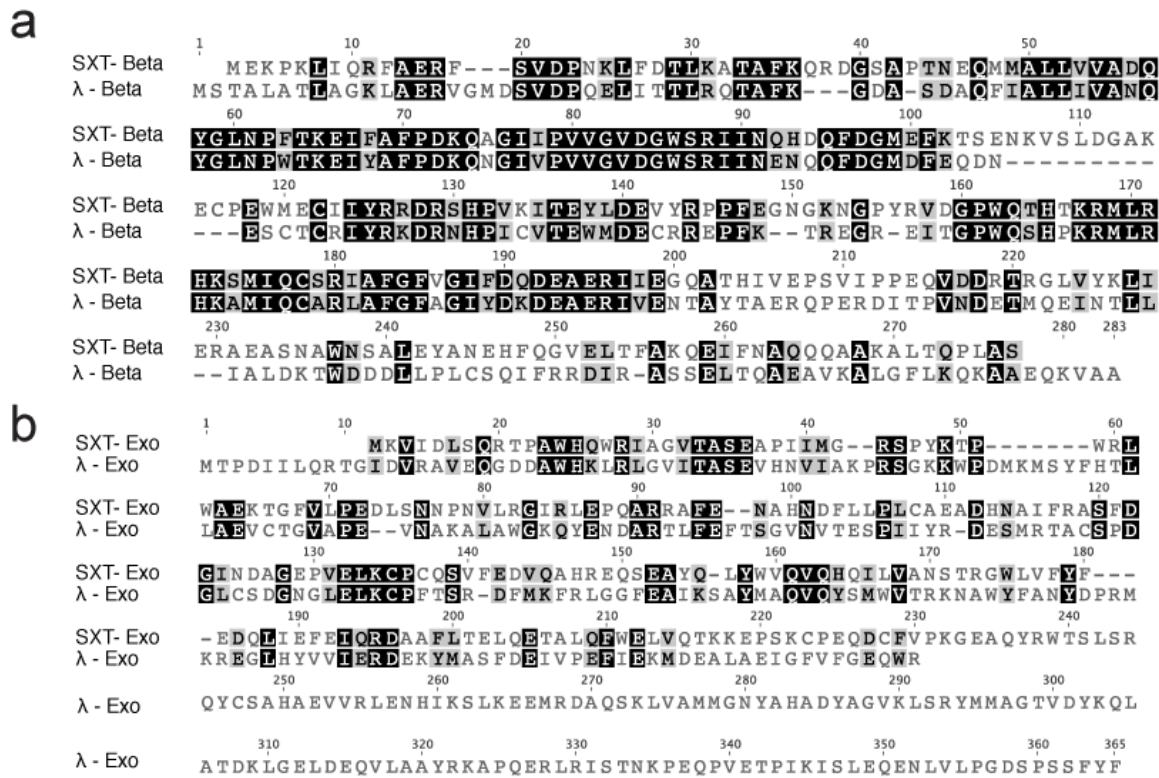 a
1 10 20 30 40 50
SXT- Beta MEKPKLIQRFAERF---SVDPNKLFDTLKATAFKQRDGSAPTNEQMMALLVVADQ
λ - Beta MSTALATLAGKLAERVGMDSVDPQELITTLRQTAFK---GDA-SDAQFIALLIVANQ
60 70 80 90 100 110
SXT- Beta YGLNPFTKEIFAFPDKQAGIIPVVGVDGWSRIINQHDQFDGMEFKTSENKVSLDGAK
λ - Beta YGLNPWTKEIYAFPDKQNGIVPVVGVDGWSRIINENQQFDGMDFEQDN---------
120 130 140 150 160 170
SXT- Beta ECPEWMECIIYRRDRSHPVKITEYLDEVYRPPFEGNGKNGPYRVDGPWQTHTKRMLR
λ - Beta ---ESCTCRIYRKDRNHPICVTEWMDECRREPFK--TREGR-EITGPWQSHPKRMLR
180 190 200 210 220
SXT- Beta HKSMIQCSRIAFGFVGIFDQDEAERIIEGQATHIVEPSVIPPEQVDDRTRGLVYKLI
λ - Beta HKAMIQCARLAFGFAGIYDKDEAERIVENTAYTAERQPERDITPVNDETMQEINTLL
230 240 250 260 270 280 283
SXT- Beta ERAEASNAWNSALEYANEHFQGVELTFAKQEIFNAQQQAAKALTQPLAS
λ - Beta --IALDKTWDDDLLPLCSQIFRRDIR-ASSELTQAEAVKALGFLKQKAAEQKVAA
b
1 10 20 30 40 50 60
SXT- Exo MKVIDLSQRTPAWHQWRIAGVTASEAPIIMG--RSPYKTP-------WRL
λ - Exo MTPDIILQRTGIDVRAVEQGDDAWHKLRLGVITASEVHNVIAKPRSGKKWPDMKMSYFHTL
70 80 90 100 110 120
SXT- Exo WAEKTGFVLPEDLSNNPNVLRGIRLEPQARRAFE--NAHNDFLLPLCAEADHNAIFRASFD
λ - Exo LAEVCTGVAPE--VNAKALAWGKQYENDARTLFEFTSGVNVTESPIIYR-DESMRTACSPD
130 140 150 160 170 180
SXT- Exo GINDAGEPVELKCPCQSVFEDVQAHREQSEAYQ-LYWVQVQHQILVANSTRGWLVFYF---
λ - Exo GLCSDGNGLELKCPFTSR-DFMKFRLGGFEAIKSAYMAQVQYSMWVTRKNAWYFANYDPRM
190 200 210 220 230 240
SXT- Exo -EDQLIEFEIQRDAAFLTELQETALQFWELVQTKKEPSKCPEQDCFVPKGEAQYRWTSLSR
λ - Exo KREGLHYVVIERDEKYMASFDEIVPEFIEKMDEALAEIGFVFGEQWR
250 260 270 280 290 300
λ - Exo QYCSAHAEVVRLENHIKSLKEEMRDAQSKLVAMMGNYAHADYAGVKLSRYMMAGTVDYKQL
310 320 330 340 350 360 365
λ - Exo ATDKLGELDEQVLAAYRKAPQERLRISTNKPEQPVETPIKISLEQENLVLPGDSPSSFYF